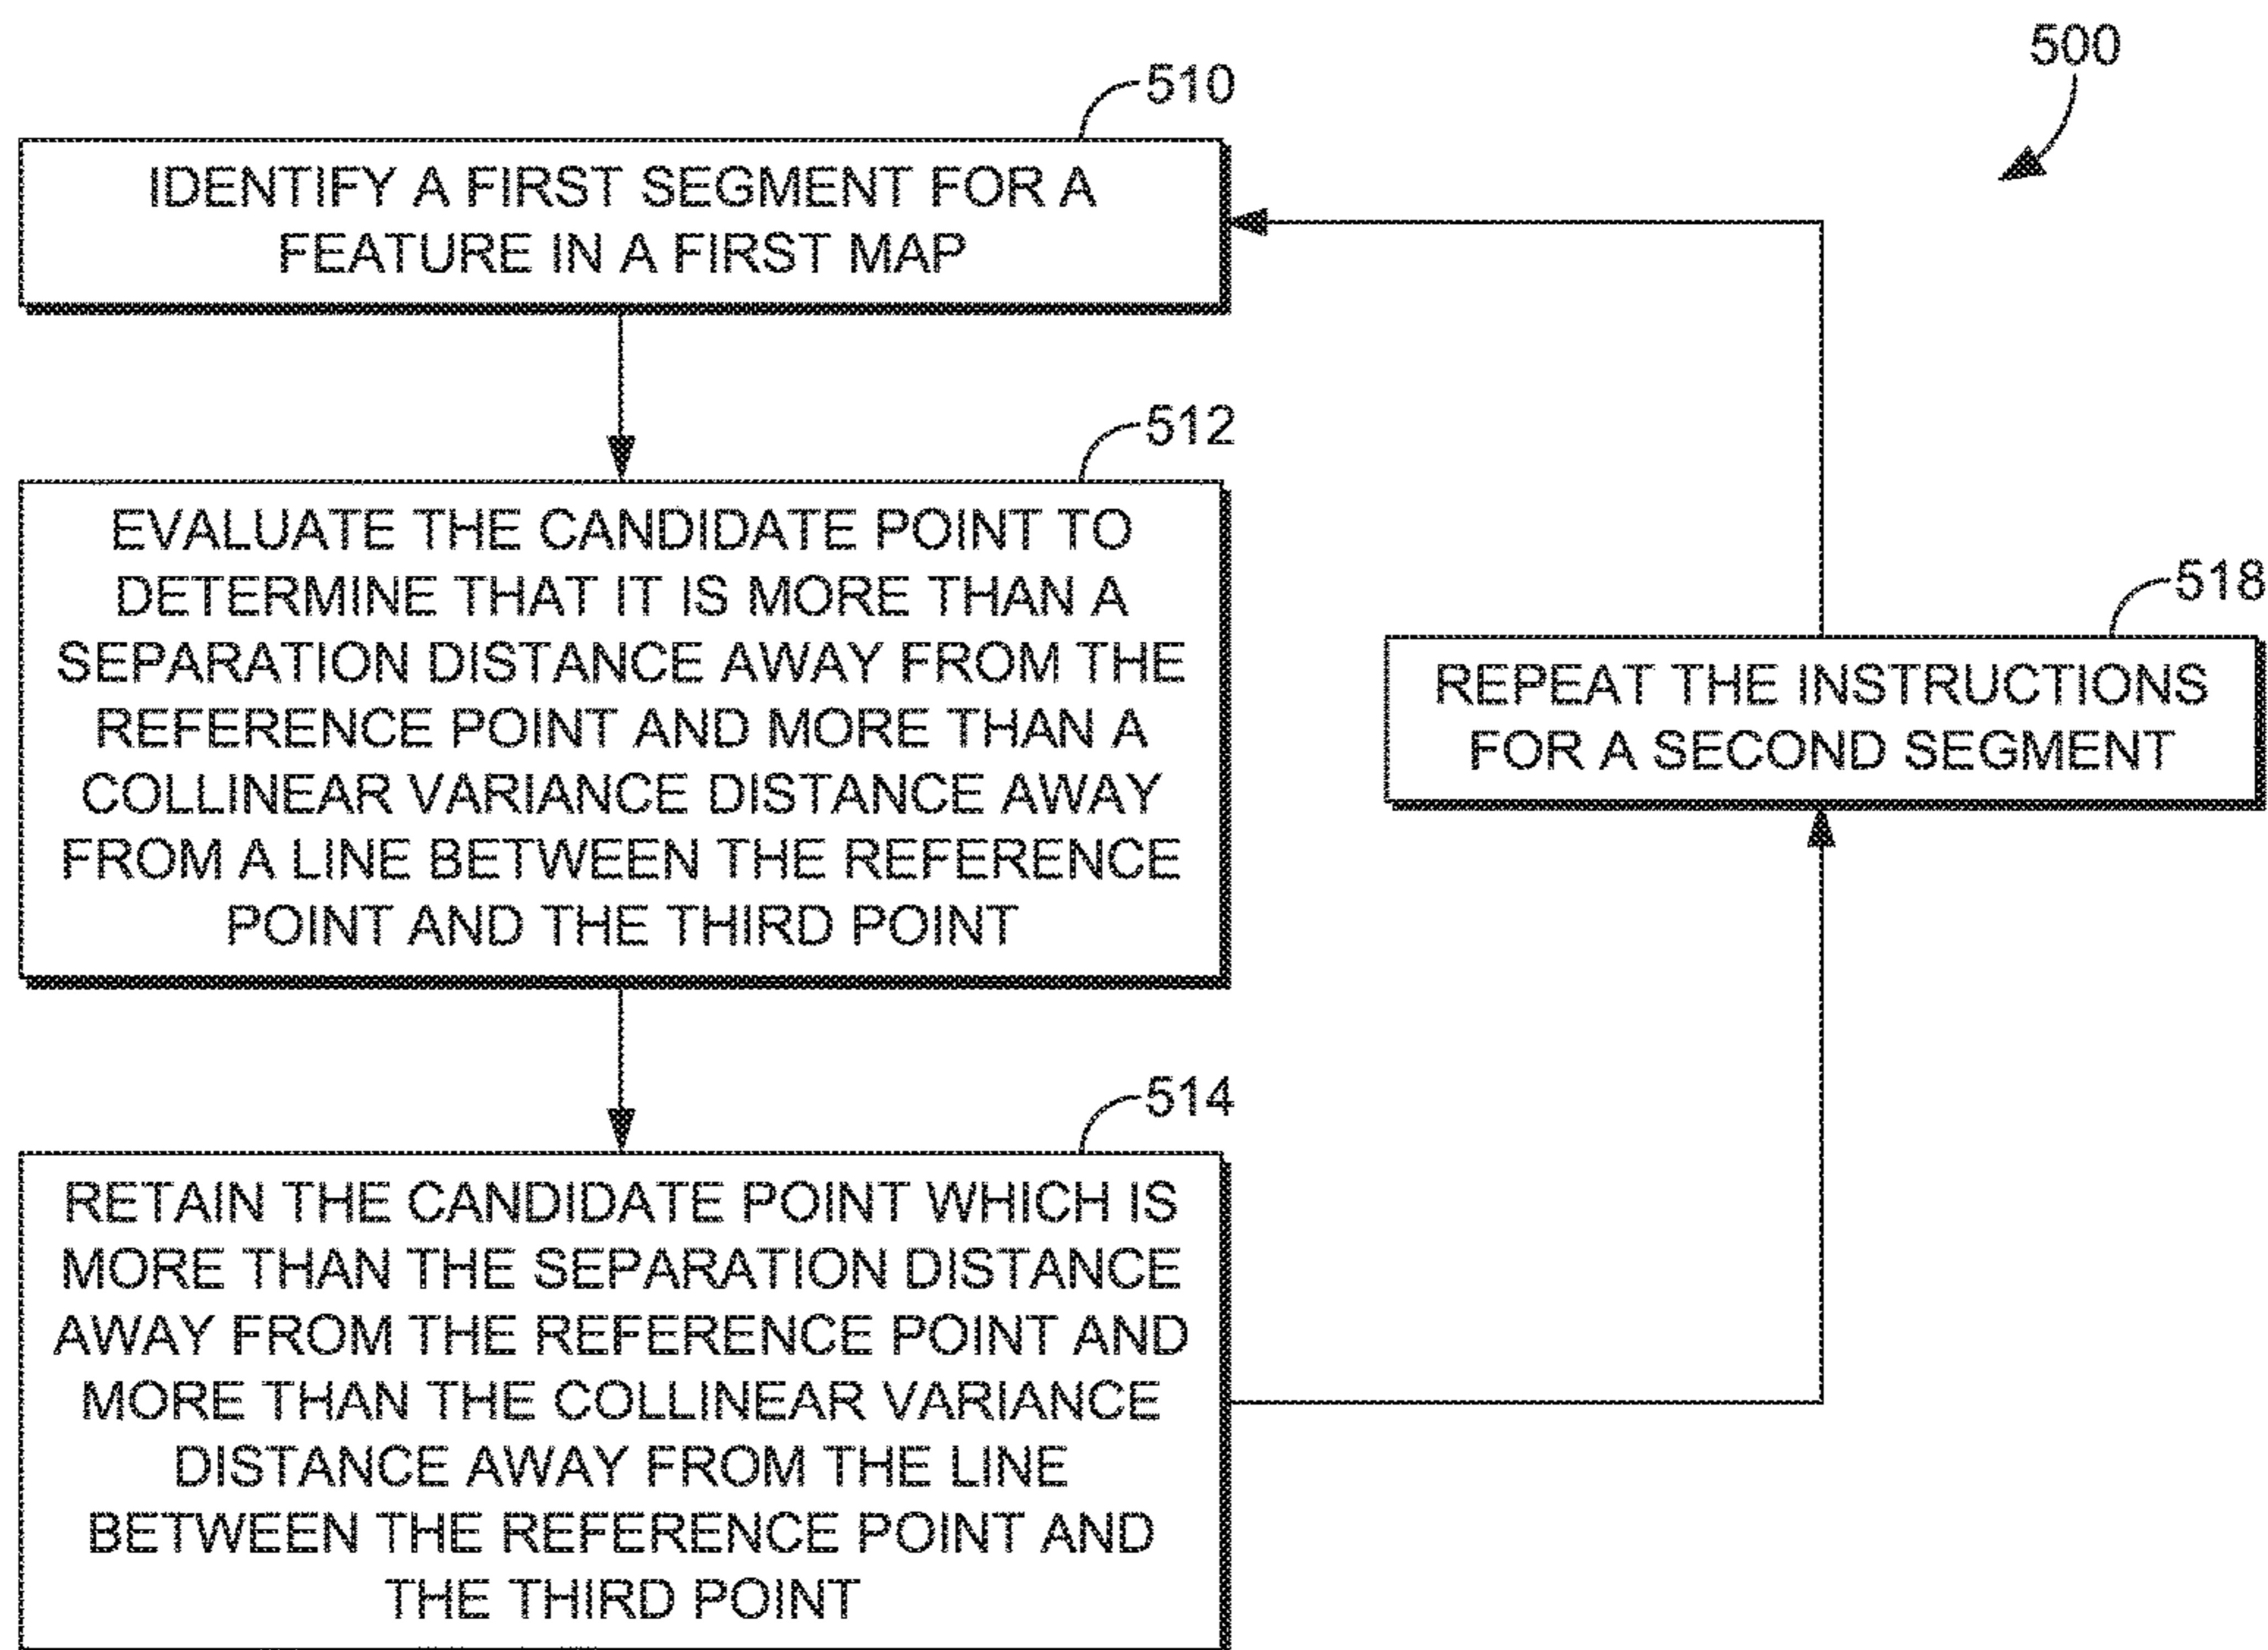 500
510
IDENTIFY A FIRST SEGMENT FOR A
FEATURE IN A FIRST MAP
512
EVALUATE THE CANDIDATE POINT TO
DETERMINE THAT IT IS MORE THAN A
SEPARATION DISTANCE AWAY FROM THE
REFERENCE POINT AND MORE THAN A
COLLINEAR VARIANCE DISTANCE AWAY
FROM A LINE BETWEEN THE REFERENCE
POINT AND THE THIRD POINT
514
RETAIN THE CANDIDATE POINT WHICH IS
MORE THAN THE SEPARATION DISTANCE
AWAY FROM THE REFERENCE POINT AND
MORE THAN THE COLLINEAR VARIANCE
DISTANCE AWAY FROM THE LINE
BETWEEN THE REFERENCE POINT AND
THE THIRD POINT
518
REPEAT THE INSTRUCTIONS
FOR A SECOND SEGMENT